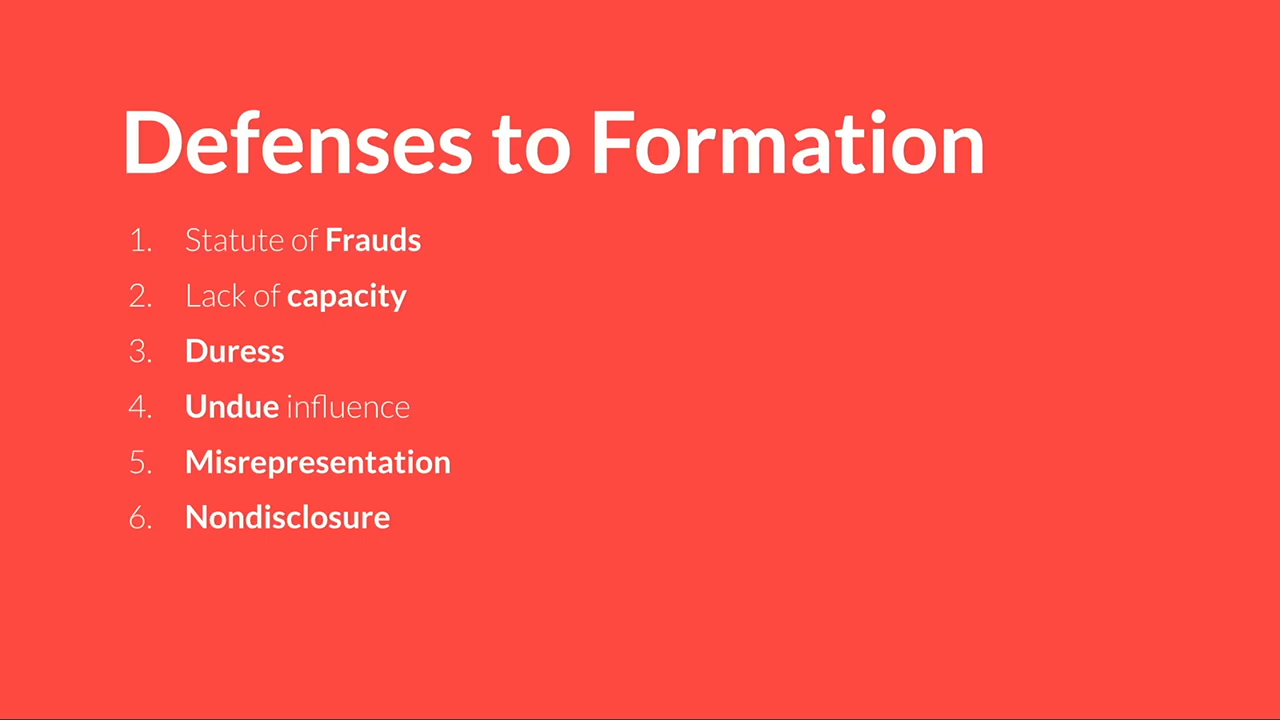 Defenses to Formation
1. Statute of Frauds
2. Lack of capacity
3. Duress
4. Undue influence
5. Misrepresentation
6. Nondisclosure